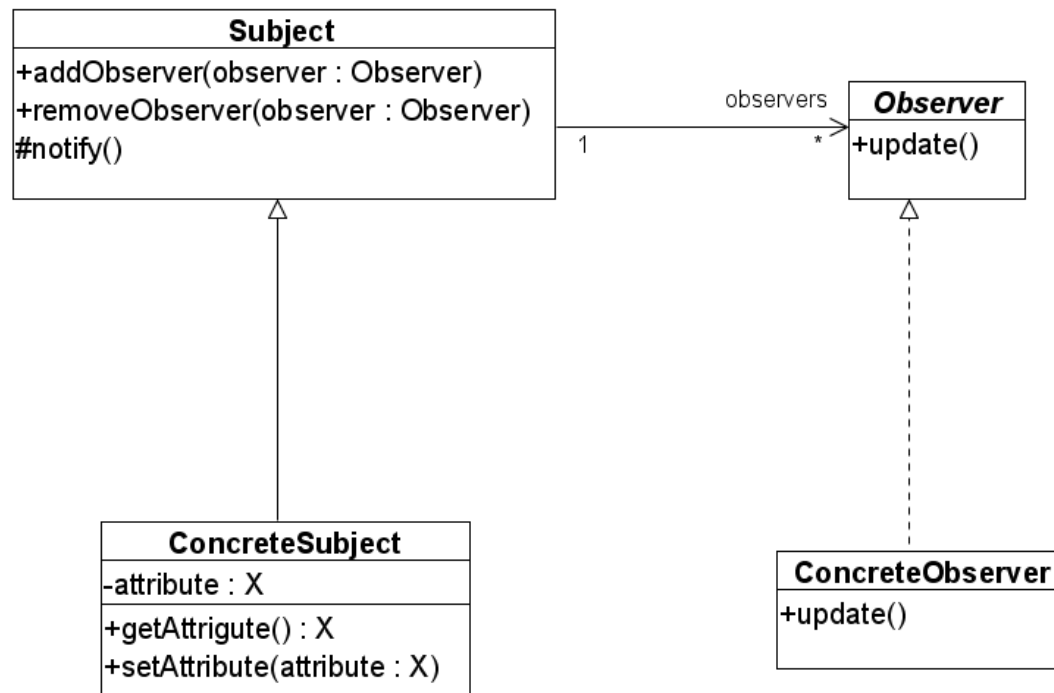 Subject
+addObserver(observer : Observer)
+removeObserver(observer : Observer)
#notify()
observers
1
*
Observer
+update()
ConcreteSubject
-attribute : X
+getAttrigute() : X
+setAttribute(attribute : X)
ConcreteObserver
+update()